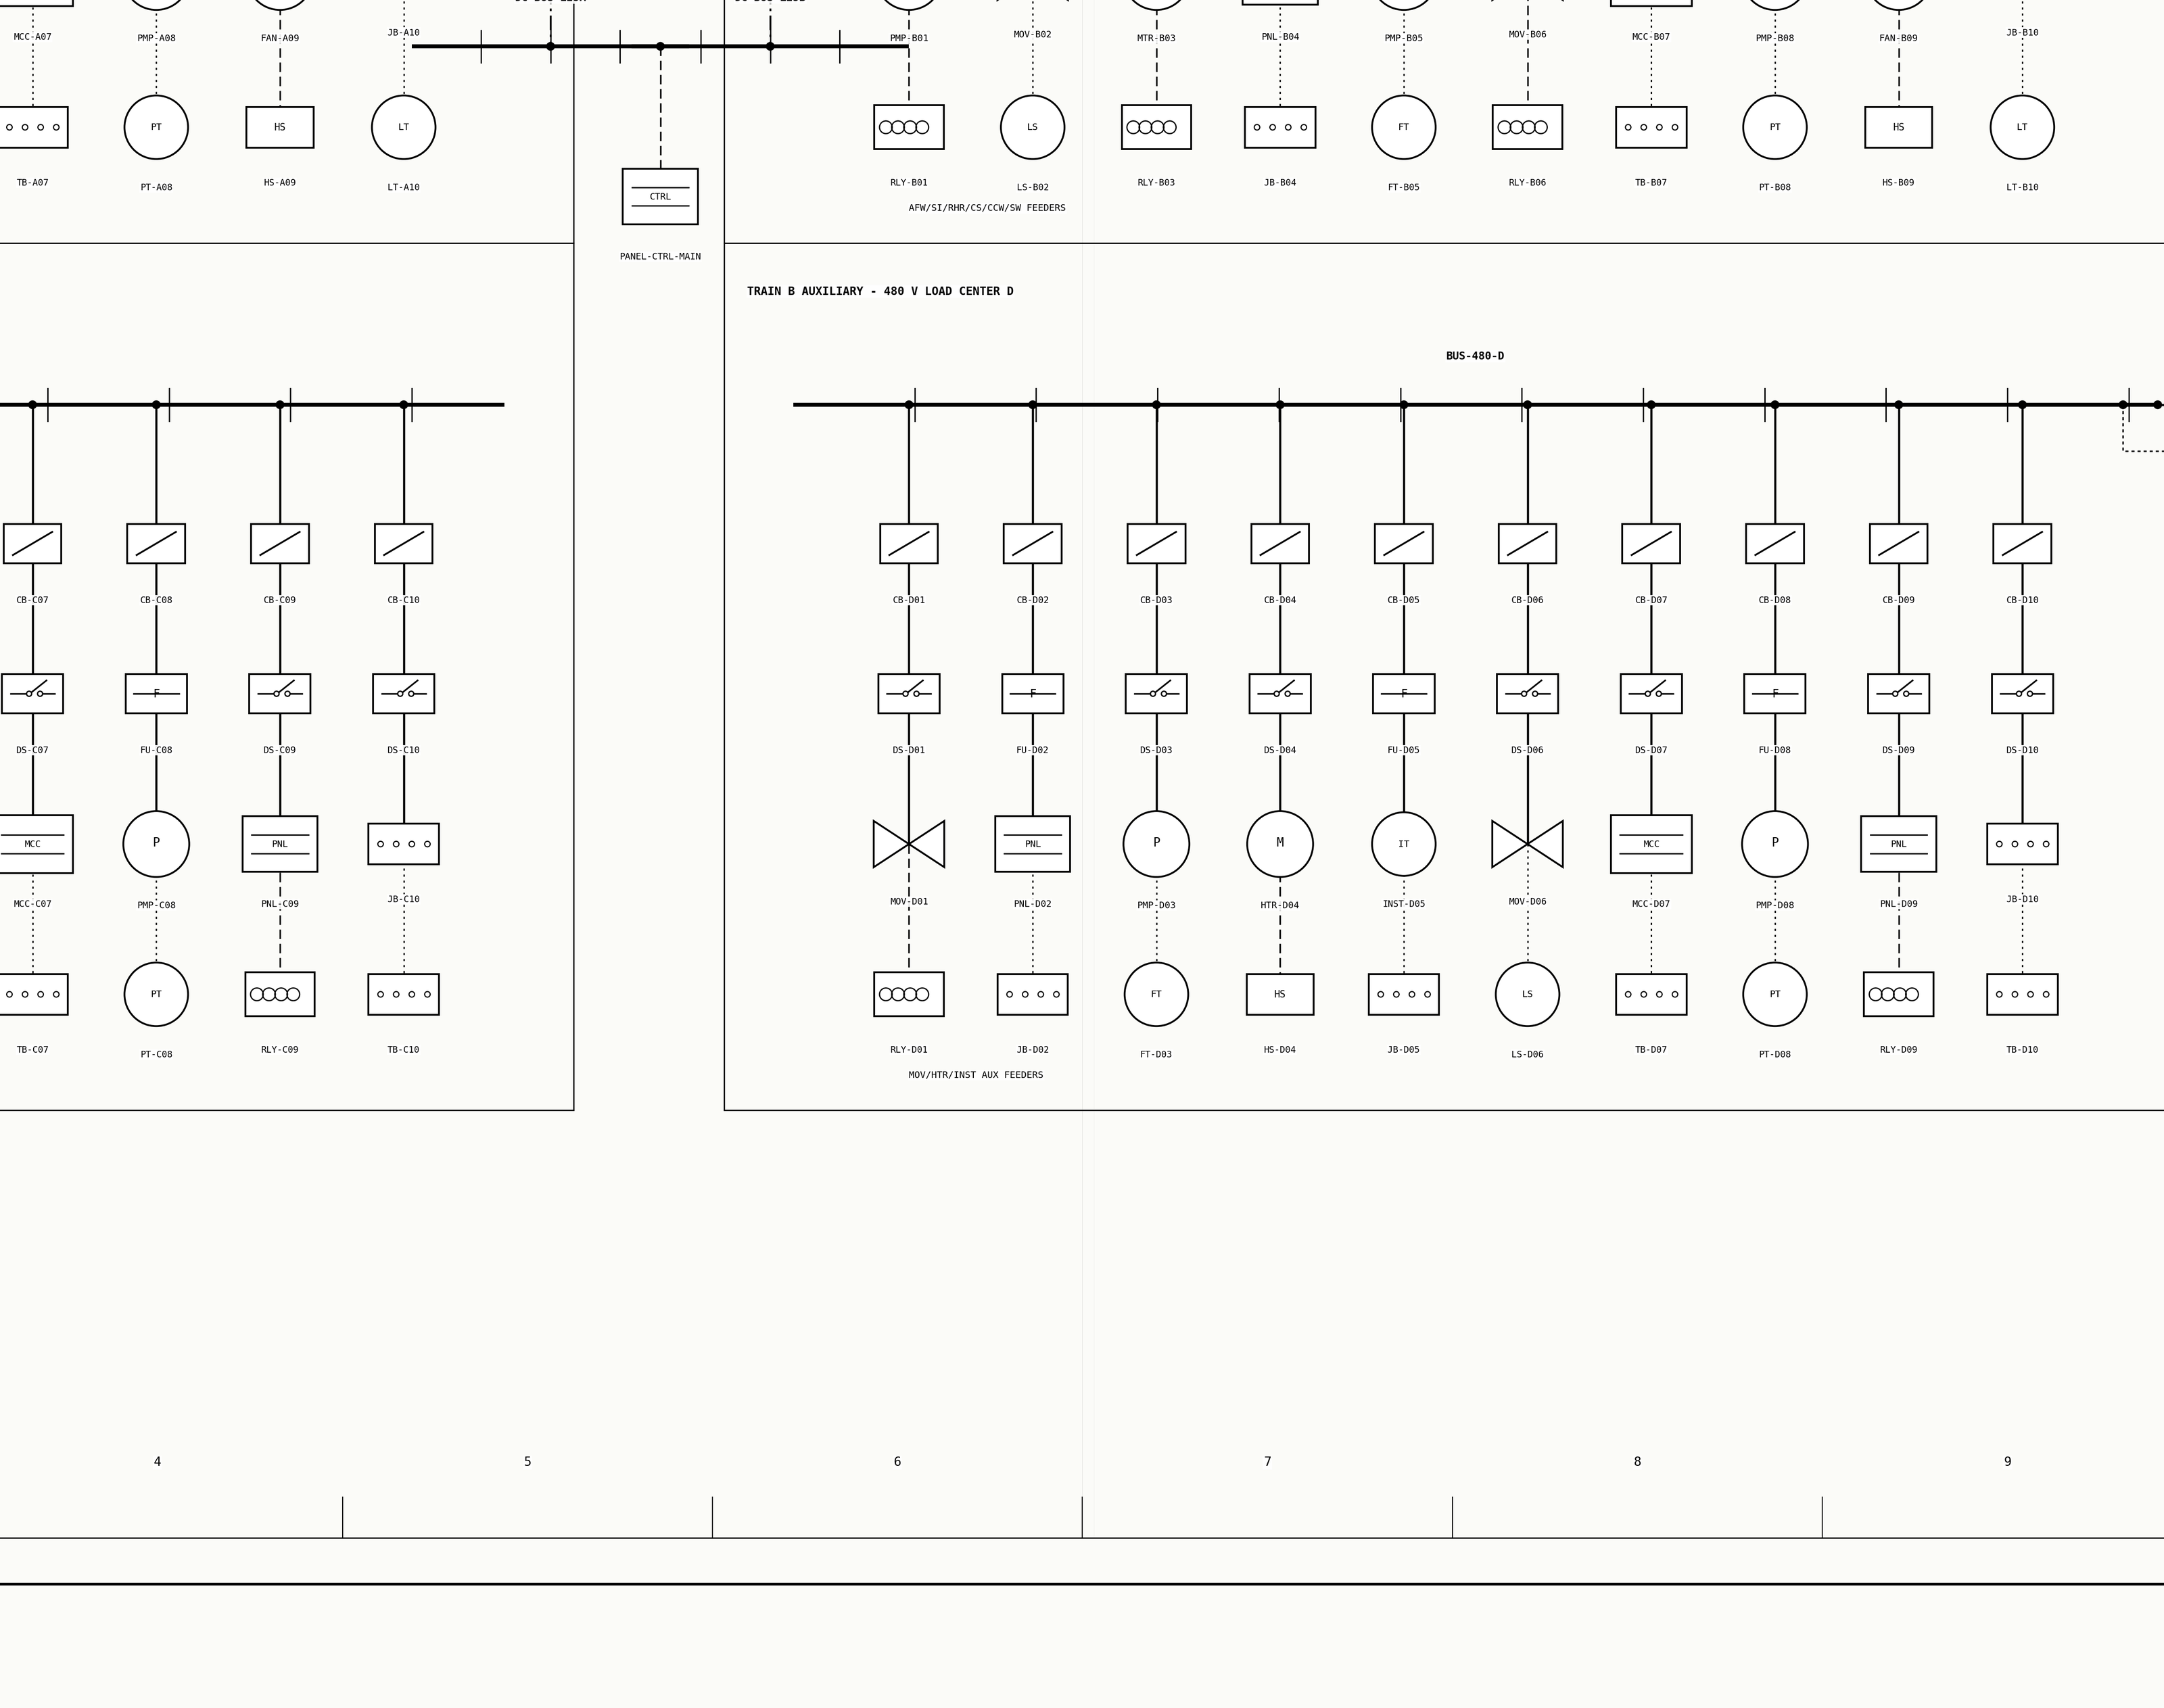 MCC-A07 PMP-A08 FAN-A09 JB-A10 PMP-B01 MOV-B02 MTR-B03 PNL-B04 PMP-B05 MOV-B06 MCC-B07 PMP-B08 FAN-B09 JB-B10
PT HS LT LS FT PT HS LT
TB-A07 PT-A08 HS-A09 LT-A10 RLY-B01 LS-B02 RLY-B03 JB-B04 FT-B05 RLY-B06 TB-B07 PT-B08 HS-B09 LT-B10
CTRL
AFW/SI/RHR/CS/CCW/SW FEEDERS
PANEL-CTRL-MAIN
TRAIN B AUXILIARY - 480 V LOAD CENTER D
BUS-480-D
CB-C07 CB-C08 CB-C09 CB-C10 CB-D01 CB-D02 CB-D03 CB-D04 CB-D05 CB-D06 CB-D07 CB-D08 CB-D09 CB-D10
F F F F
DS-C07 FU-C08 DS-C09 DS-C10 DS-D01 FU-D02 DS-D03 DS-D04 FU-D05 DS-D06 DS-D07 FU-D08 DS-D09 DS-D10
MCC P PNL PNL P M IT MCC P PNL
MCC-C07 PMP-C08 PNL-C09 JB-C10 MOV-D01 PNL-D02 PMP-D03 HTR-D04 INST-D05 MOV-D06 MCC-D07 PMP-D08 PNL-D09 JB-D10
PT FT HS LS PT
TB-C07 PT-C08 RLY-C09 TB-C10 RLY-D01 JB-D02 FT-D03 HS-D04 JB-D05 LS-D06 TB-D07 PT-D08 RLY-D09 TB-D10
MOV/HTR/INST AUX FEEDERS
4 5 6 7 8 9